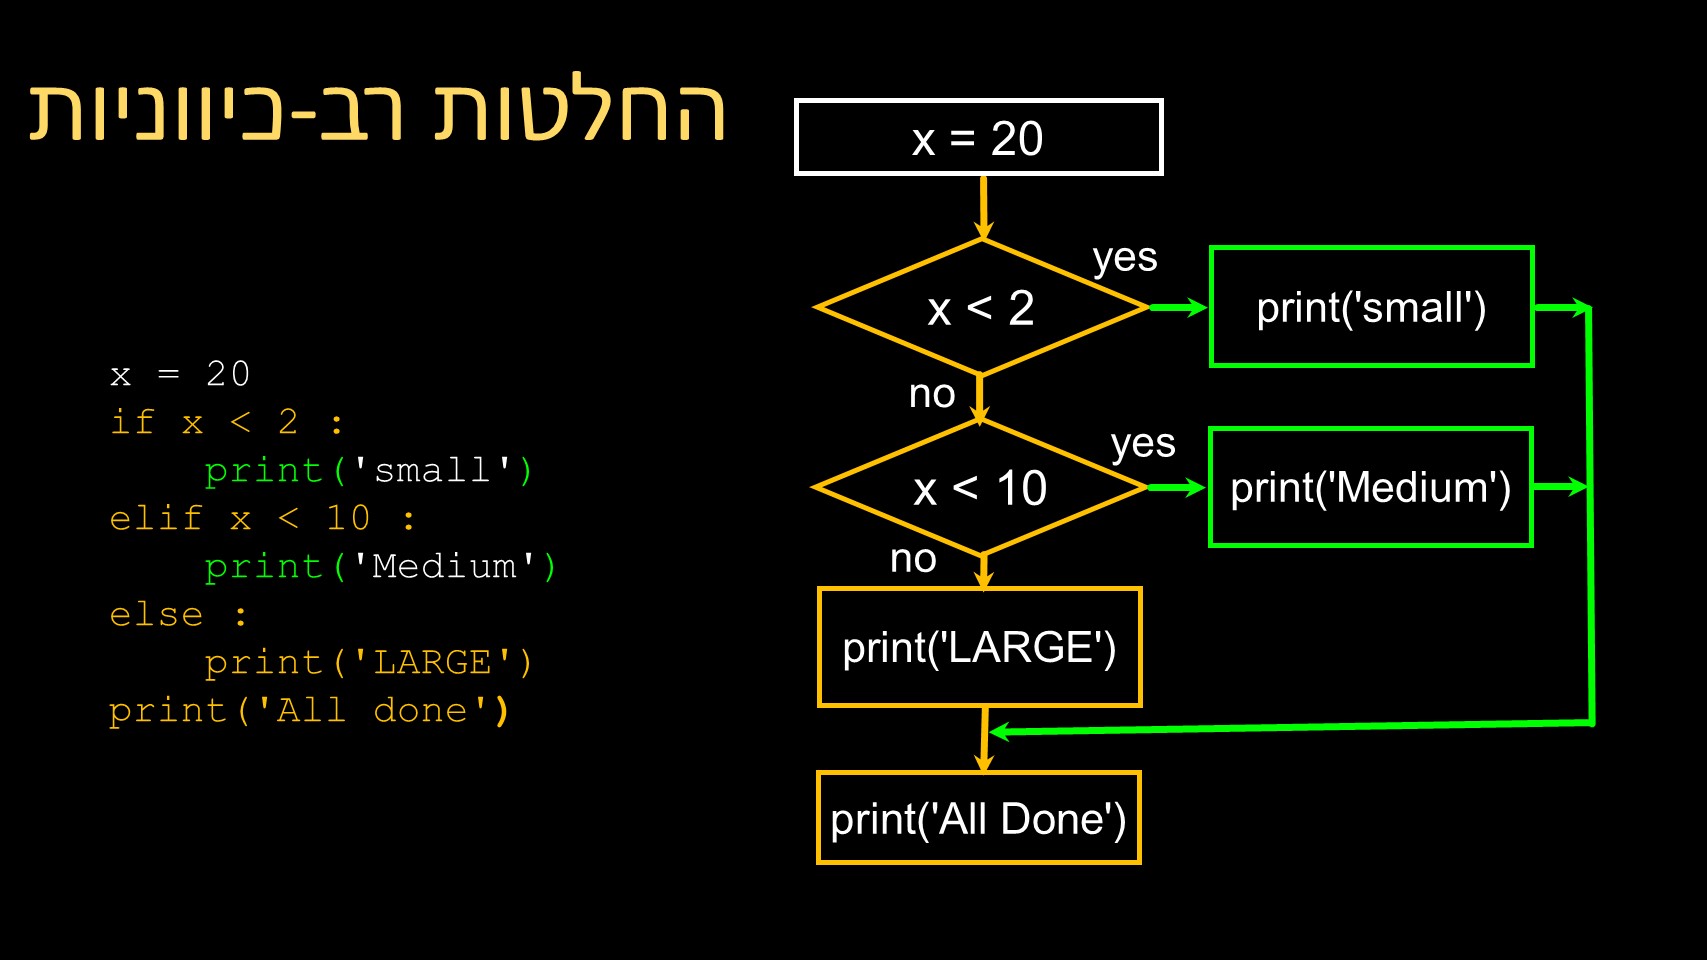 החלטות רב-כיווניות
x = 20
if x < 2 :
    print('small')
elif x < 10 :
    print('Medium')
else :
    print('LARGE')
print('All done')
x = 20
x < 2
yes
print('small')
no
x < 10
yes
print('Medium')
no
print('LARGE')
print('All Done')